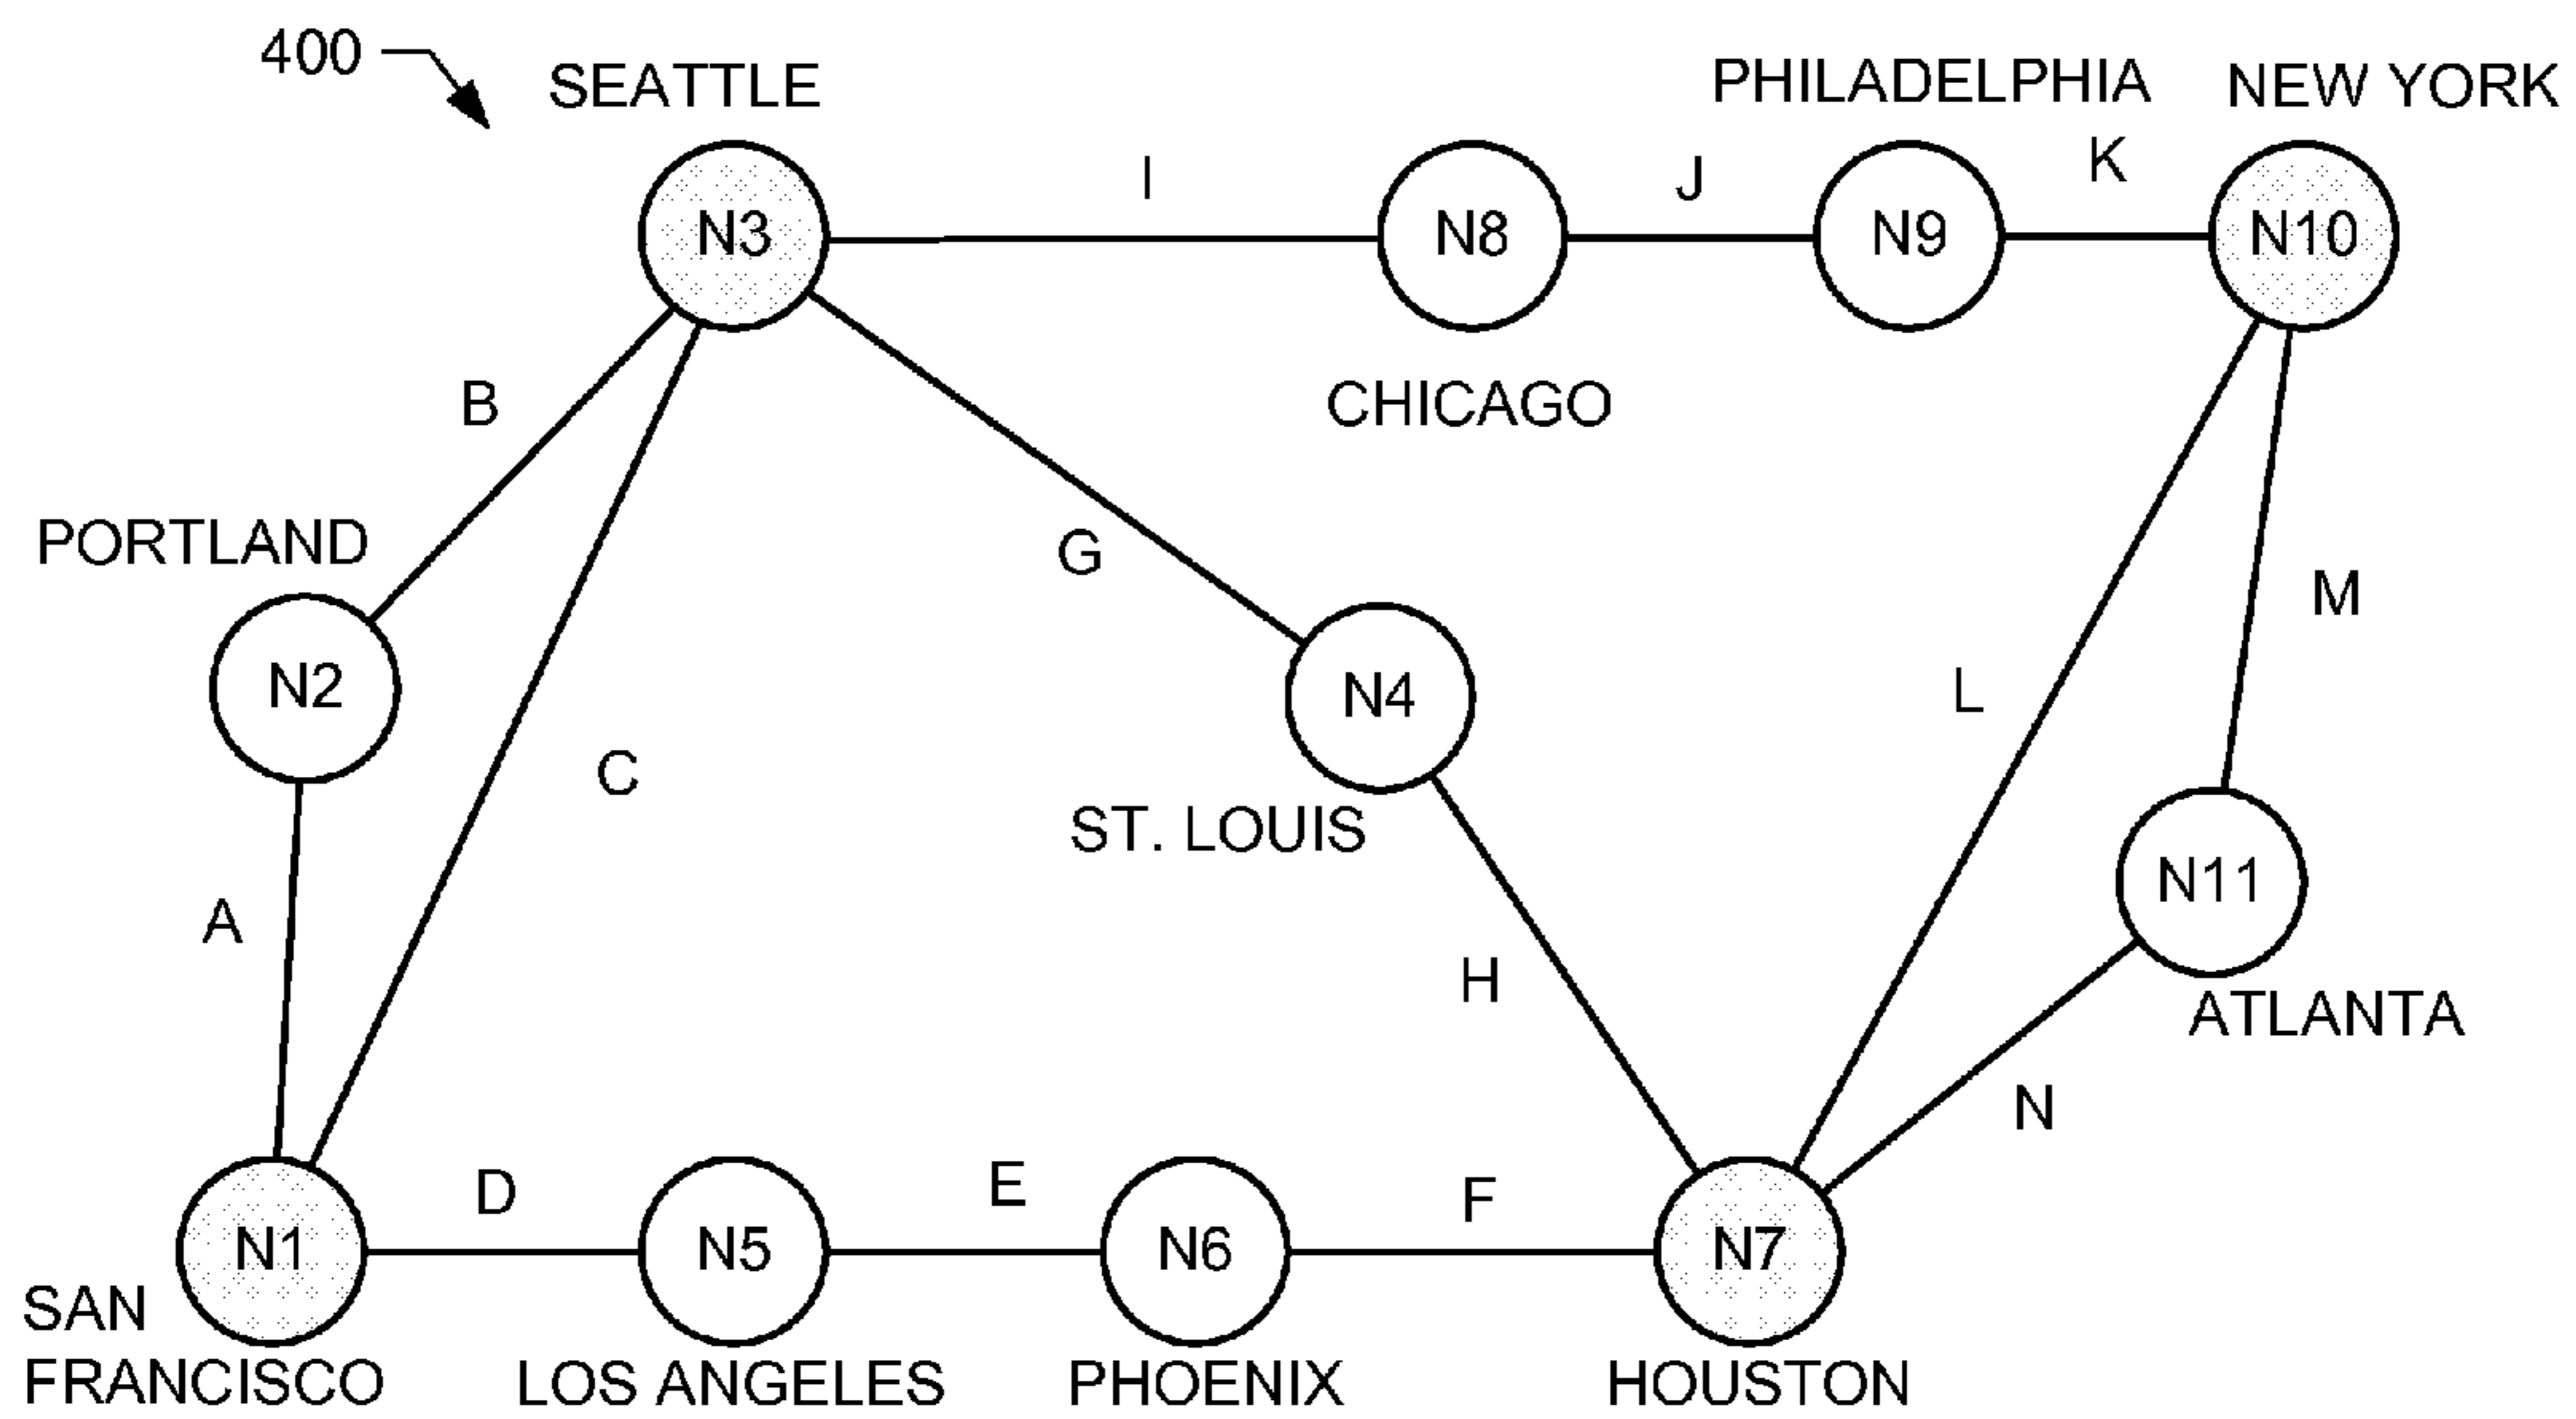 400
SEATTLE
PHILADELPHIA
NEW YORK
I
J
K
N3
N8
N9
N10
B
CHICAGO
PORTLAND
G
M
N2
N4
L
C
ST. LOUIS
N11
A
H
ATLANTA
N
D
E
F
N1
N5
N6
N7
SAN
FRANCISCO
LOS ANGELES
PHOENIX
HOUSTON